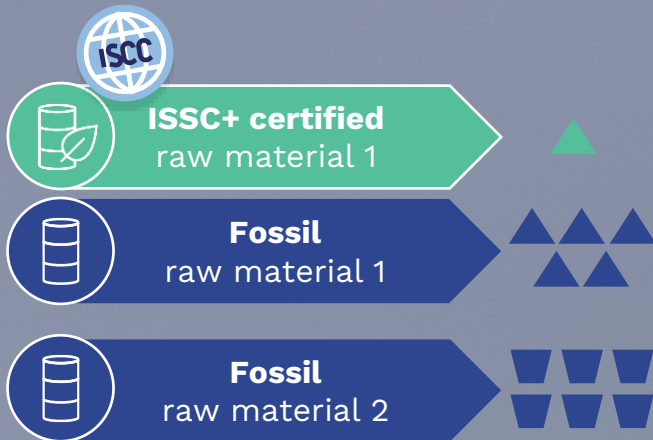 ISCC
ISSC+ certified
raw material 1
Fossil
raw material 1
Fossil
raw material 2